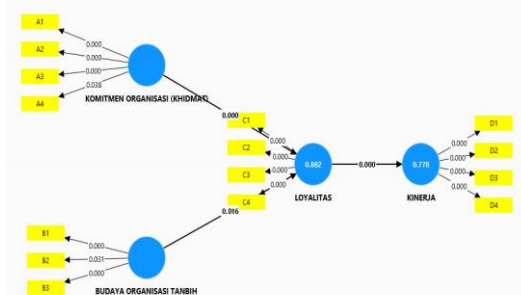 A1
A2
A3
A4
0.000
0.000
0.000
0.038
KOMITMEN ORGANISASI (KHIDMAT)
0.000
C1
C2
C3
C4
0.000
0.000
0.000
0.000
0.882
LOYALITAS
0.000
0.778
KINERJA
D1
D2
D3
D4
0.000
0.000
0.000
0.000
0.016
B1
B2
B3
0.000
0.031
0.000
BUDAYA ORGANISASI TANBIH